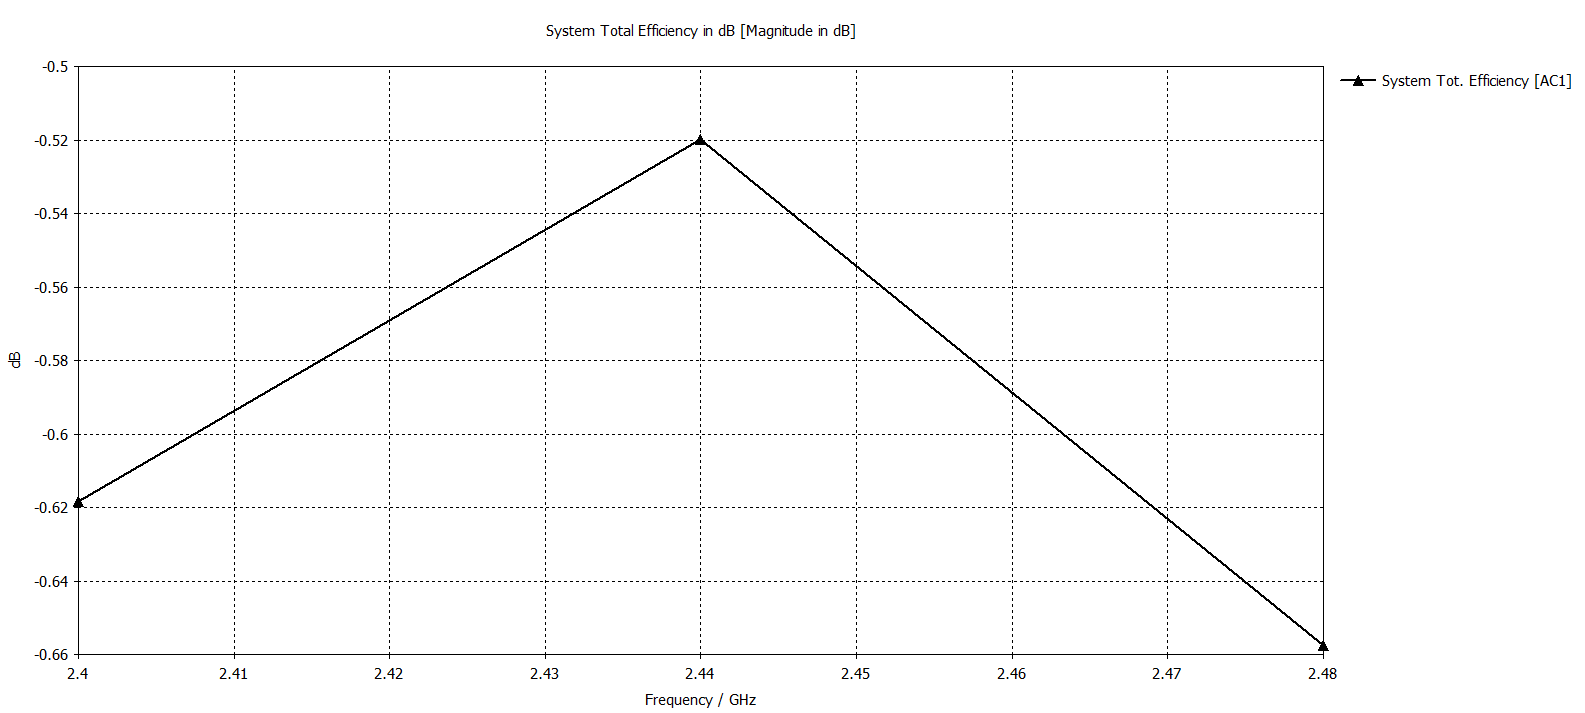 System Total Efficiency in dB [Magnitude in dB]
System Tot. Efficiency [AC1]
-0.5
-0.52
-0.54
-0.56
-0.58
-0.6
-0.62
-0.64
-0.66
dB
2.4 2.41 2.42 2.43 2.44 2.45 2.46 2.47 2.48
Frequency / GHz